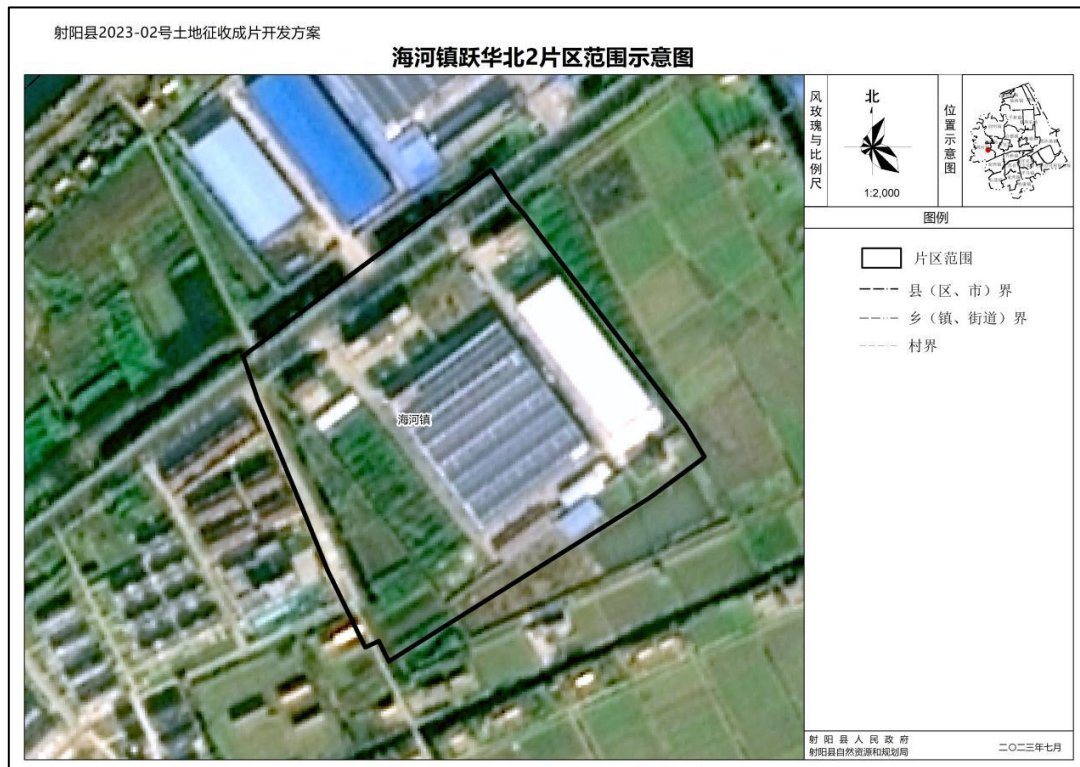 射阳县2023-02号土地征收成片开发方案
海河镇跃华北2片区范围示意图
海河镇
风玫瑰与比例尺
北
1:2,000
位置示意图
图例
片区范围
县（区、市）界
乡（镇、街道）界
村界
射阳县人民政府
射阳县自然资源和规划局
二〇二三年七月